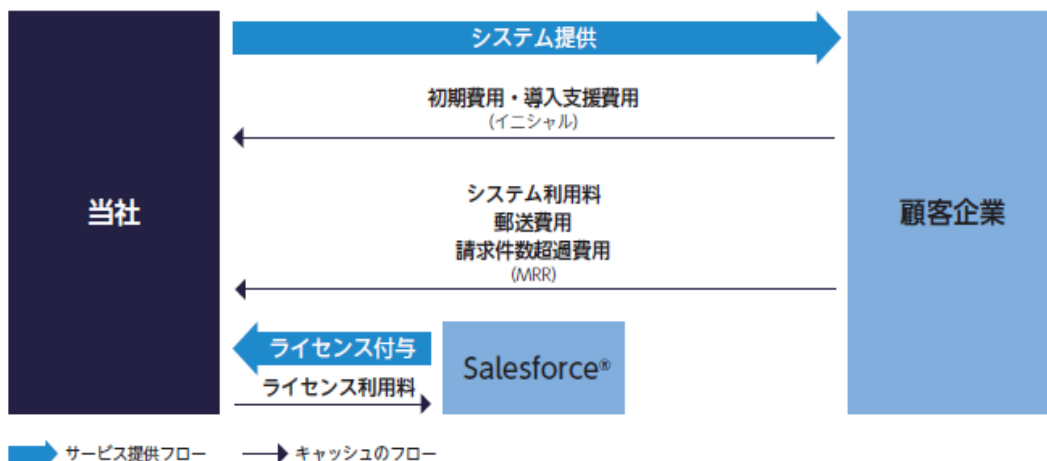 システム提供
初期費用・導入支援費用
(イニシャル)
当社
システム利用料
郵送費用
請求件数超過費用
(MRR)
顧客企業
ライセンス付与
ライセンス利用料
Salesforce®
サービス提供フロー
キャッシュのフロー